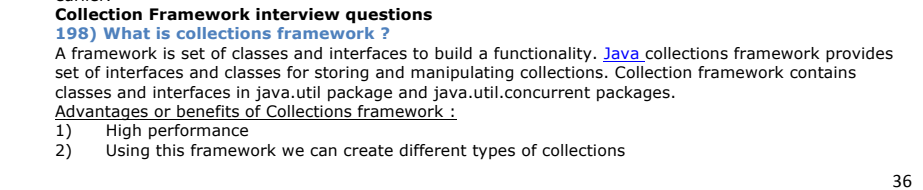 Collection Framework interview questions
198) What is collections framework ?
A framework is set of classes and interfaces to build a functionality. Java collections framework provides
set of interfaces and classes for storing and manipulating collections. Collection framework contains
classes and interfaces in java.util package and java.util.concurrent packages.
Advantages or benefits of Collections framework :
1) High performance
2) Using this framework we can create different types of collections
36